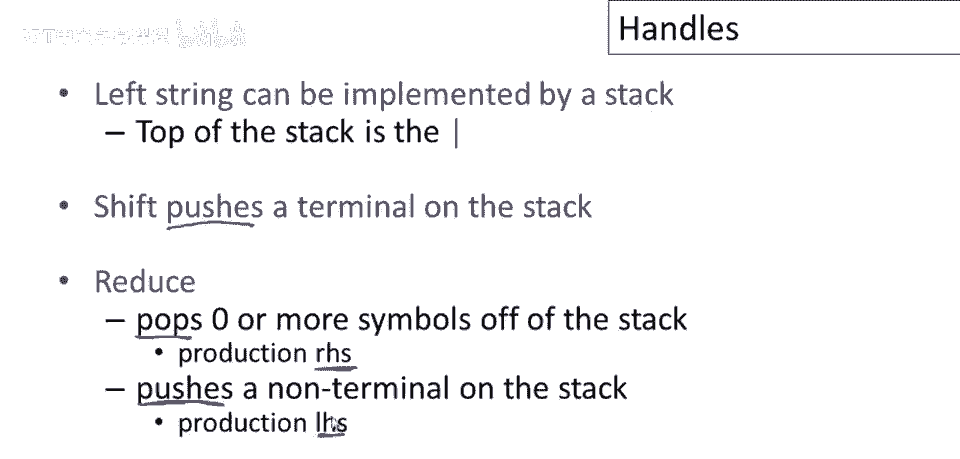 Handles
• Left string can be implemented by a stack
– Top of the stack is the |
• Shift pushes a terminal on the stack
• Reduce
– pops 0 or more symbols off of the stack
• production rhs
– pushes a non-terminal on the stack
• production lhs